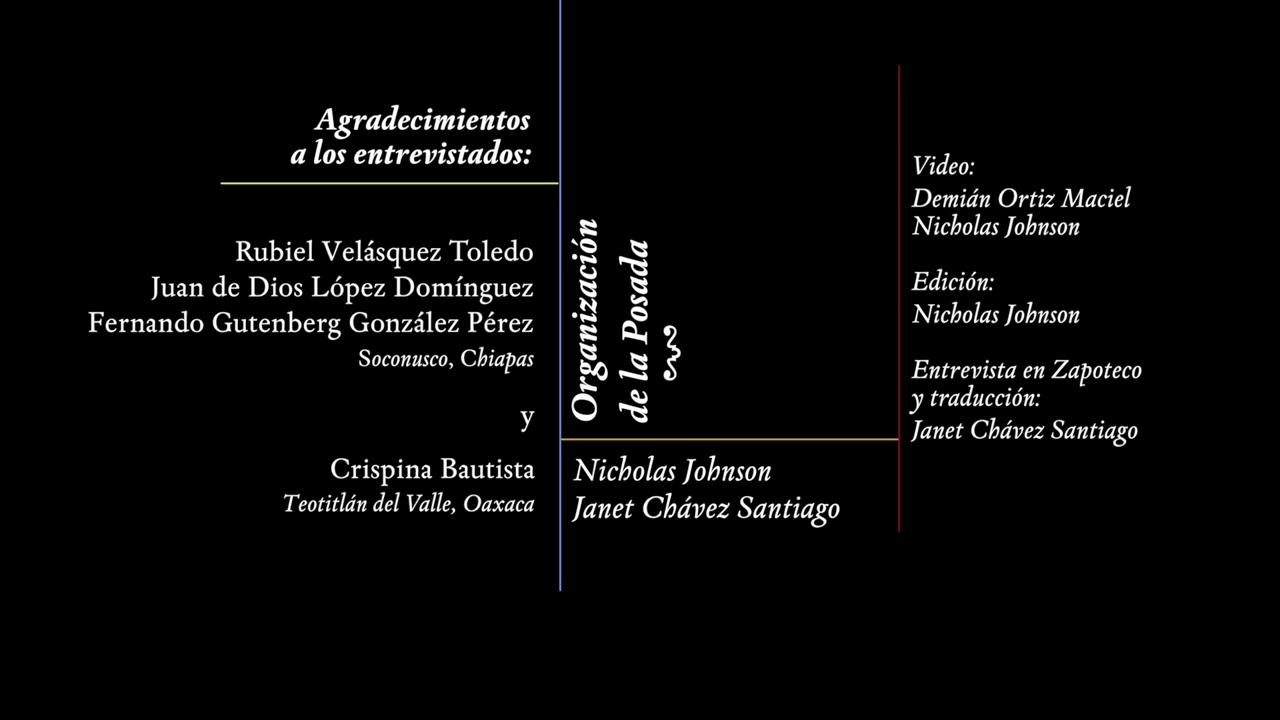 Agradecimientos
a los entrevistados:
Rubiel Velásquez Toledo
Juan de Dios López Domínguez
Fernando Gutenberg González Pérez
Soconusco, Chiapas
y
Crispina Bautista
Teotitlán del Valle, Oaxaca
Organización
de la Posada
Nicholas Johnson
Janet Chávez Santiago
Video:
Demián Ortiz Maciel
Nicholas Johnson
Edición:
Nicholas Johnson
Entrevista en Zapoteco
y traducción:
Janet Chávez Santiago